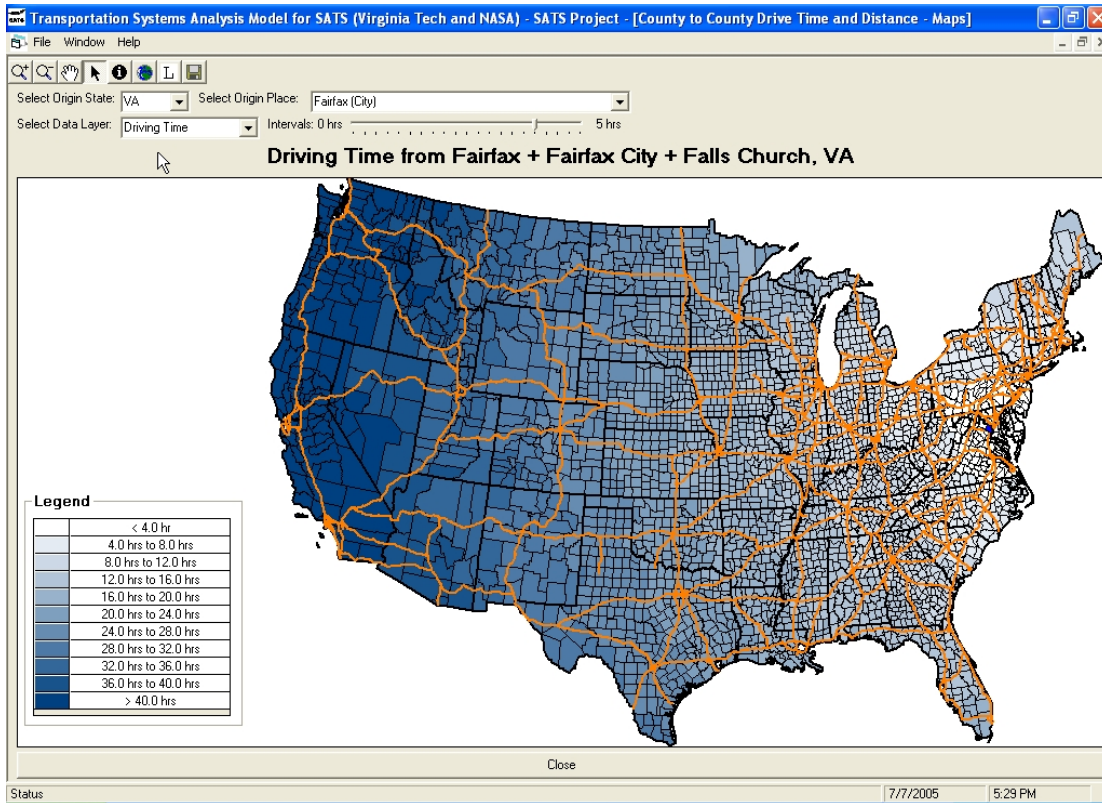 SATS Transportation Systems Analysis Model for SATS (Virginia Tech and NASA) - SATS Project - [County to County Drive Time and Distance - Maps]
File Window Help
L
Select Origin State: VA Select Origin Place: Fairfax (City)
Select Data Layer: Driving Time Intervals: 0 hrs 5 hrs
Driving Time from Fairfax + Fairfax City + Falls Church, VA
Legend
< 4.0 hr
4.0 hrs to 8.0 hrs
8.0 hrs to 12.0 hrs
12.0 hrs to 16.0 hrs
16.0 hrs to 20.0 hrs
20.0 hrs to 24.0 hrs
24.0 hrs to 28.0 hrs
28.0 hrs to 32.0 hrs
32.0 hrs to 36.0 hrs
36.0 hrs to 40.0 hrs
> 40.0 hrs
Close
Status 7/7/2005 5:29 PM